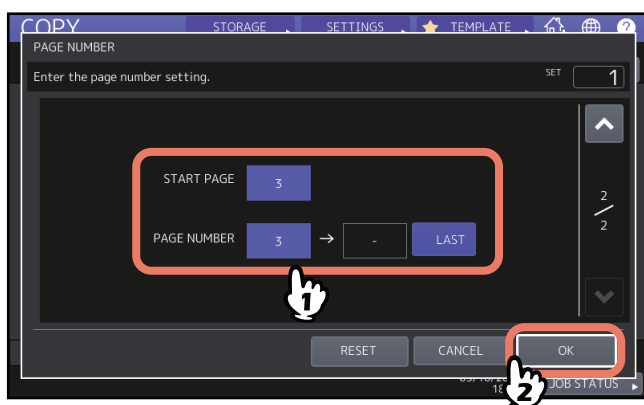 COPY STORAGE SETTINGS TEMPLATE ?
PAGE NUMBER
Enter the page number setting. SET 1
START PAGE 3
2
2
PAGE NUMBER 3 → - LAST
1
RESET CANCEL OK
2
JOB STATUS